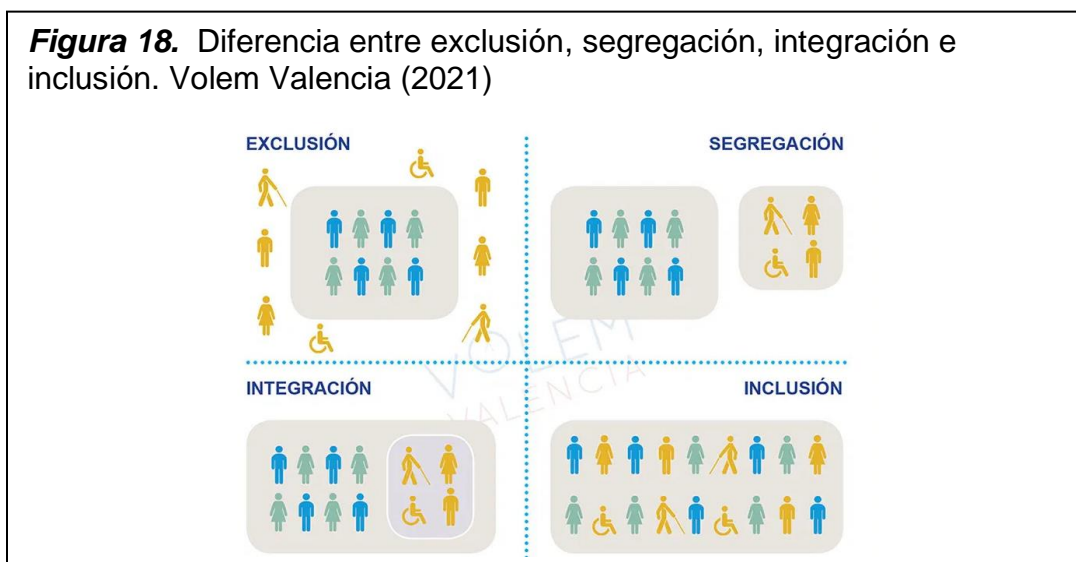 Figura 18. Diferencia entre exclusión, segregación, integración e
inclusión. Volem Valencia (2021)
EXCLUSIÓN
SEGREGACIÓN
VOLEM
VALENCIA
INTEGRACIÓN
INCLUSIÓN